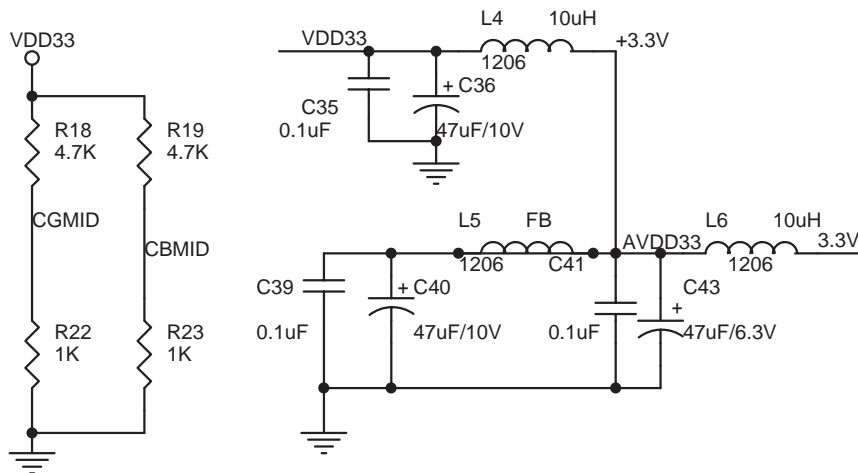 VDD33
R18
4.7K
R19
4.7K
CGMID
CBMID
R22
1K
R23
1K
VDD33
L4
10uH
1206
+3.3V
C35
0.1uF
+
C36
47uF/10V
L5
FB
1206
C41
AVDD33
L6
10uH
1206
3.3V
C39
0.1uF
+
C40
47uF/10V
0.1uF
C43
+
47uF/6.3V